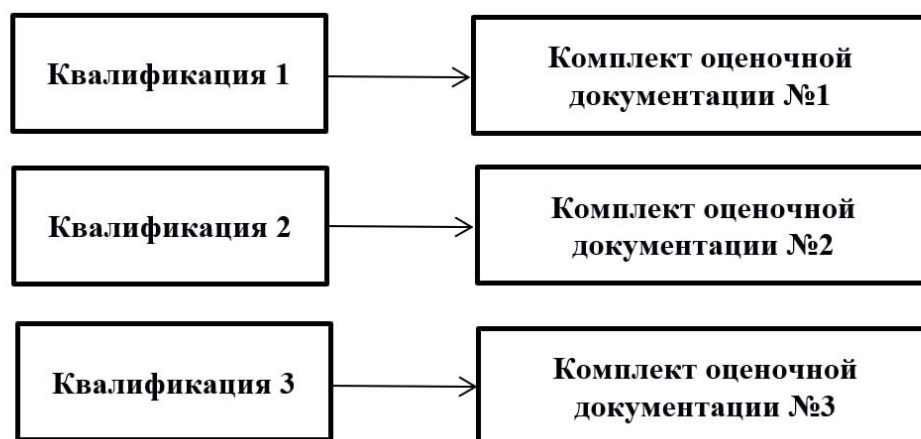 Квалификация 1
Комплект оценочной
документации №1
Квалификация 2
Комплект оценочной
документации №2
Квалификация 3
Комплект оценочной
документации №3